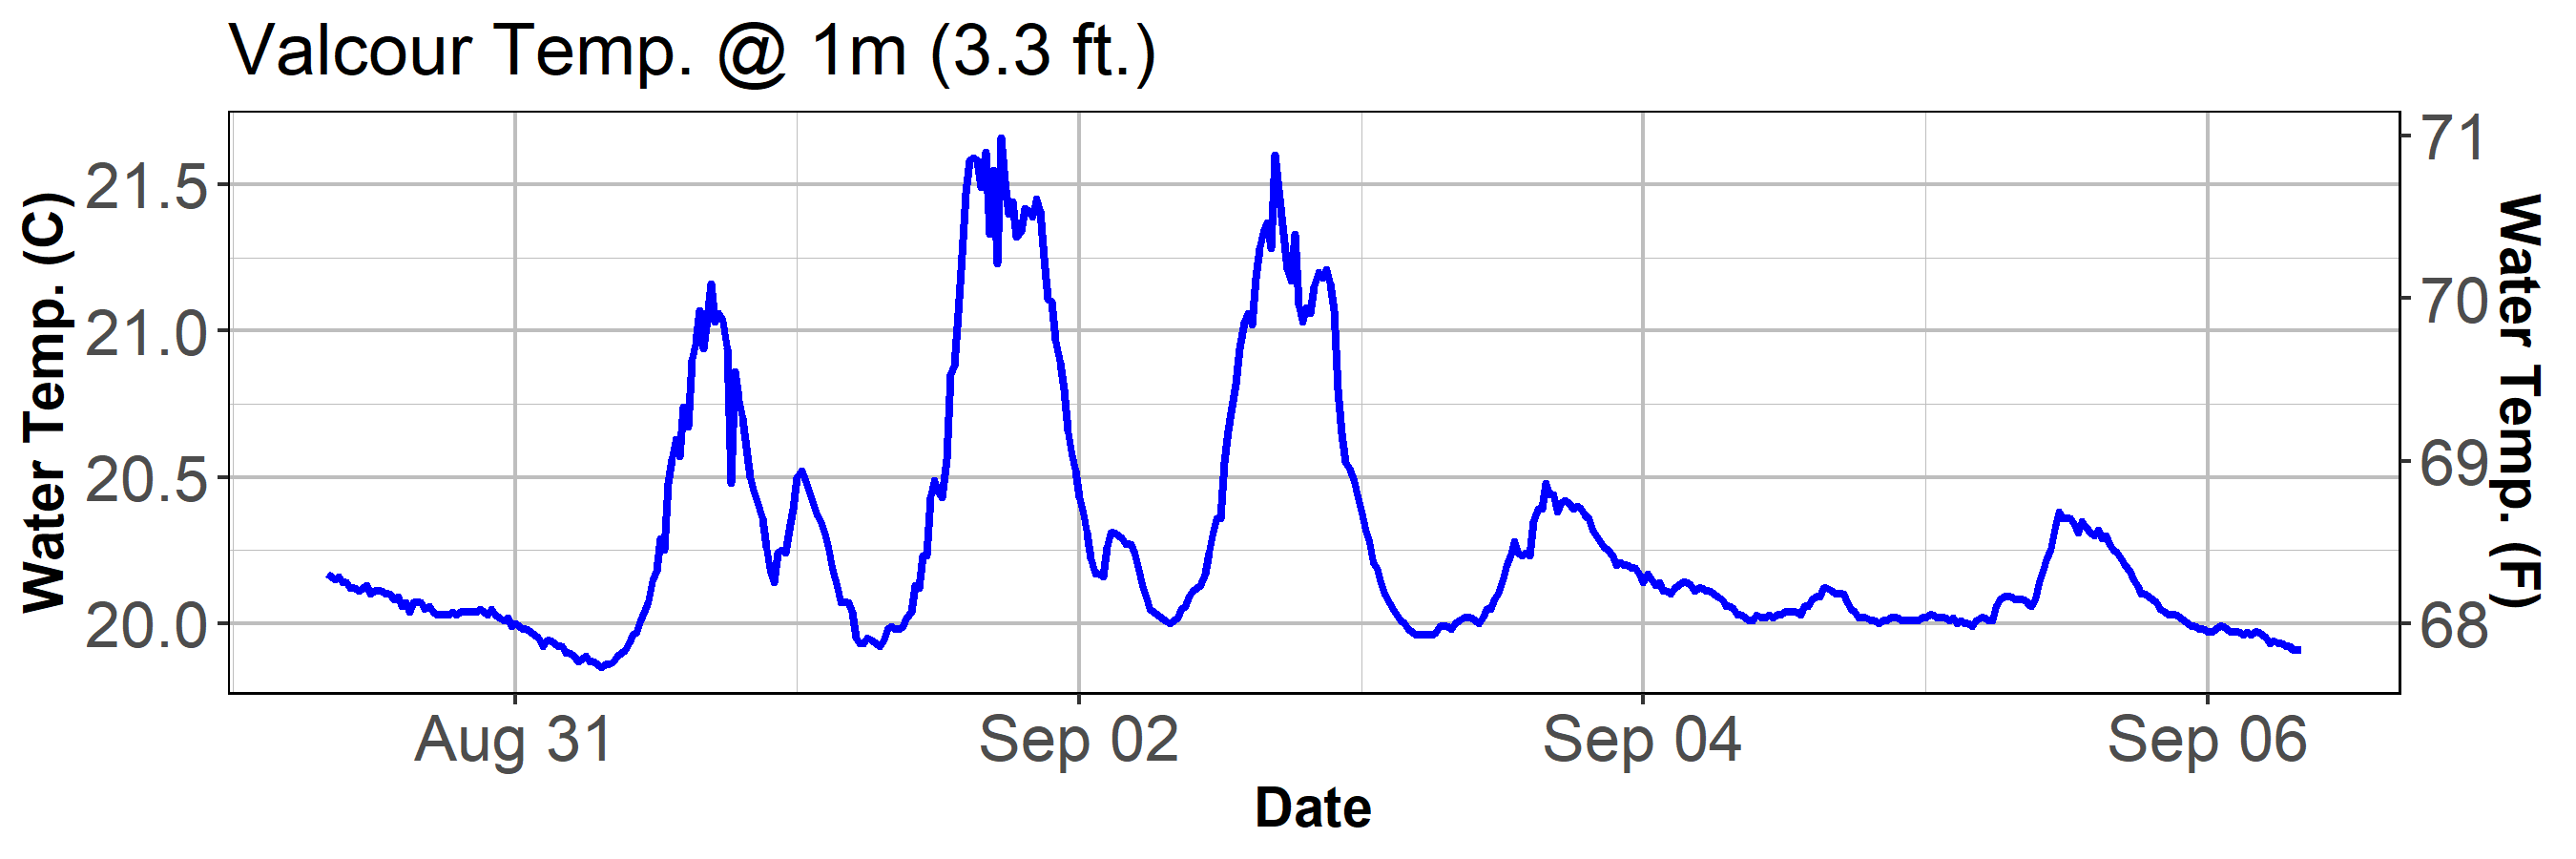 Valcour Temp. @ 1m (3.3 ft.)
Water Temp. (C)
21.5
21.0
20.5
20.0
71
70
69
68
Water Temp. (F)
Aug 31
Sep 02
Sep 04
Sep 06
Date